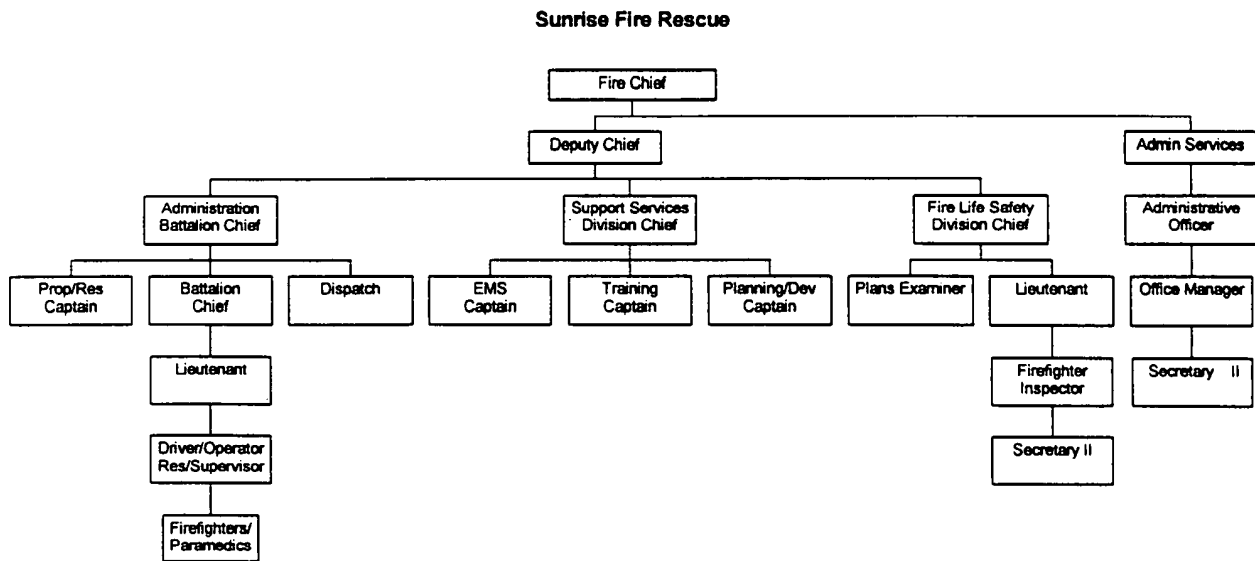 Sunrise Fire Rescue
Fire Chief
Deputy Chief
Admin Services
Administration
Battalion Chief
Support Services
Division Chief
Fire Life Safety
Division Chief
Administrative
Officer
Prop/Res
Captain
Battalion
Chief
Dispatch
EMS
Captain
Training
Captain
Planning/Dev
Captain
Plans Examiner
Lieutenant
Office Manager
Lieutenant
Firefighter
Inspector
Secretary II
Driver/Operator
Res/Supervisor
Secretary II
Firefighters/
Paramedics